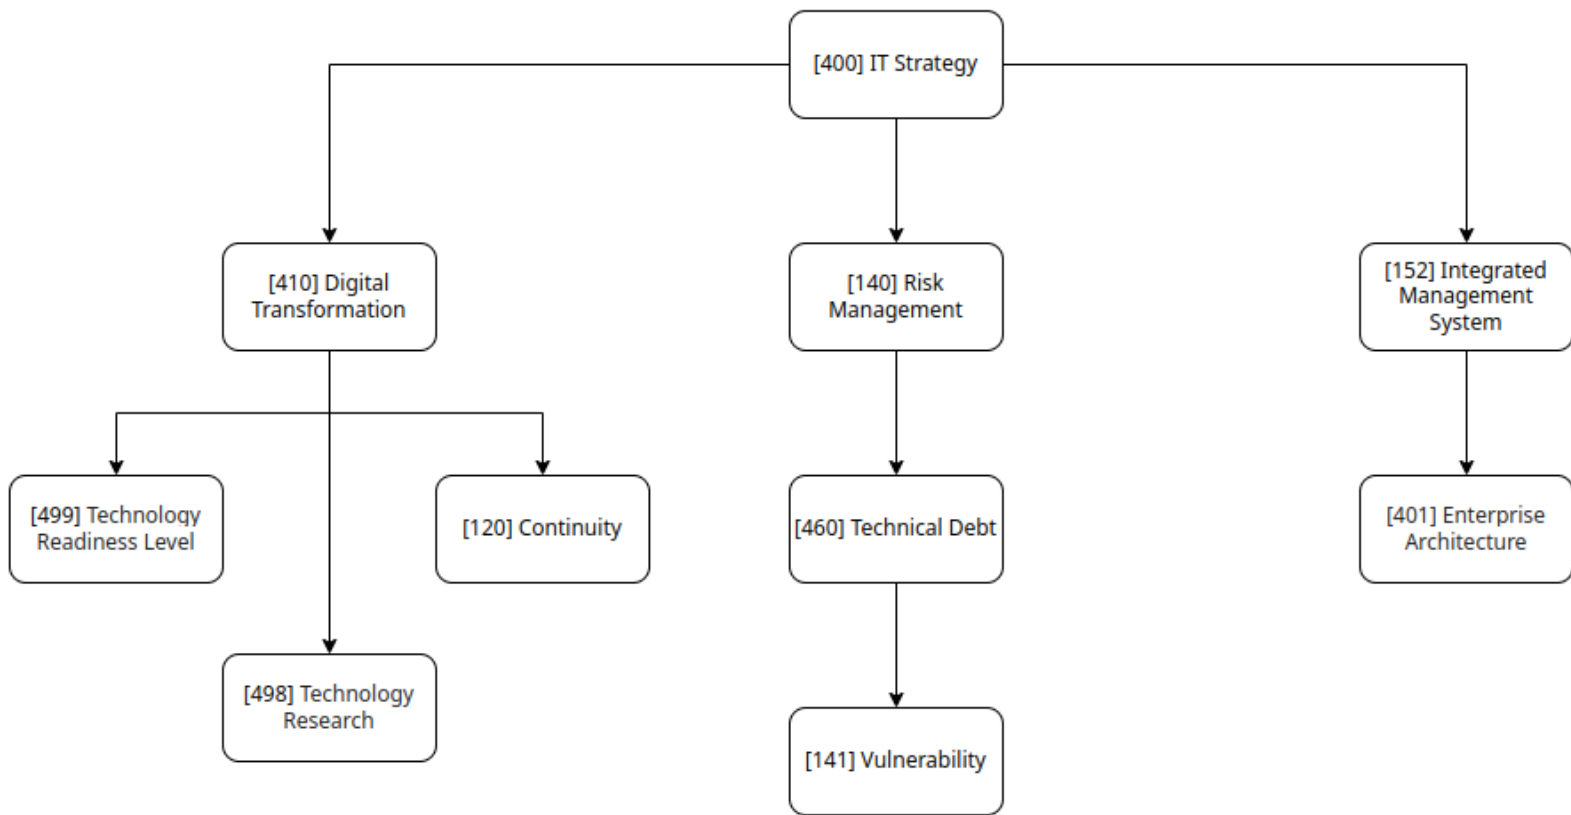 [400] IT Strategy
[410] Digital
Transformation
[140] Risk
Management
[152] Integrated
Management
System
[499] Technology
Readiness Level
[120] Continuity
[460] Technical Debt
[401] Enterprise
Architecture
[498] Technology
Research
[141] Vulnerability